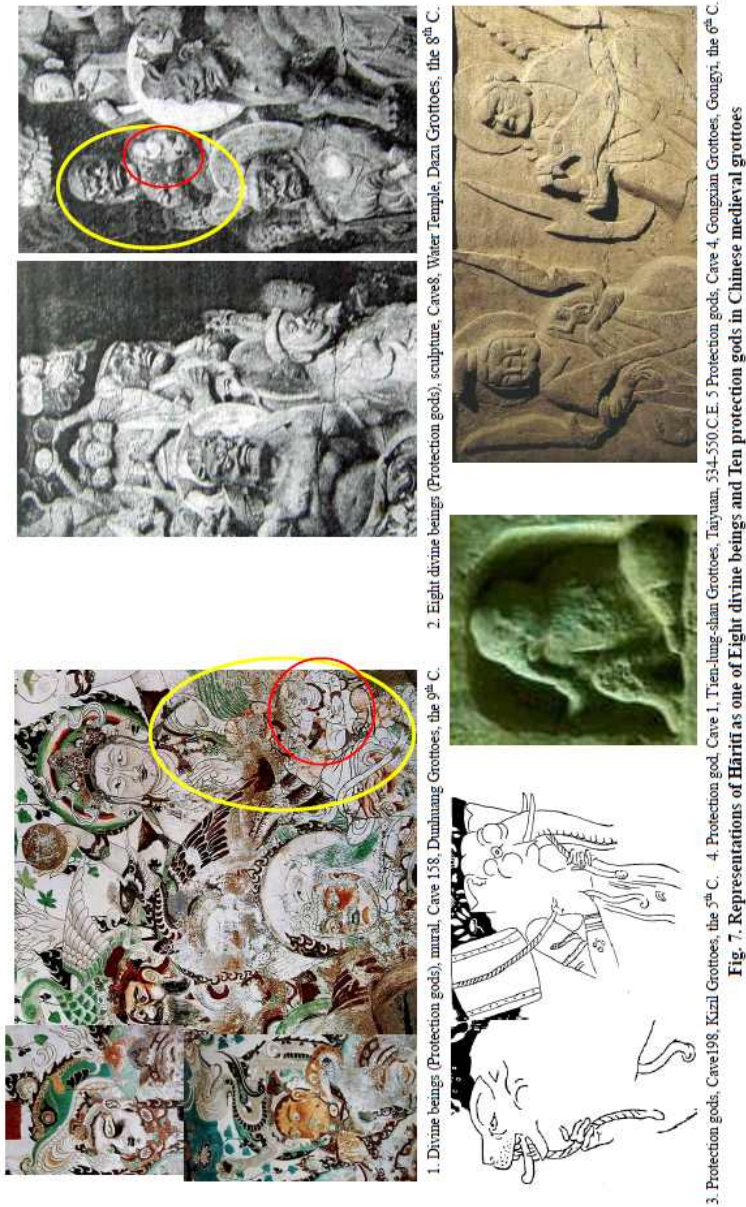 1. Divine beings (Protection gods), mural, Cave 158, Dunhuang Grottoes, the 9th C.
2. Eight divine beings (Protection gods), sculpture, Cave8, Water Temple, Dazu Grottoes, the 8th C.
3. Protection gods, Cave198, Kizil Grottoes, the 5th C. 4. Protection god, Cave 1, Tien-lung-shan Grottoes, Taiyuan, 534-550.C.E. 5 Protection gods, Cave 4, Gongxian Grottoes, Gongyi, the 6th C.
Fig. 7. Representations of Hāritī as one of Eight divine beings and Ten protection gods in Chinese medieval grottoes